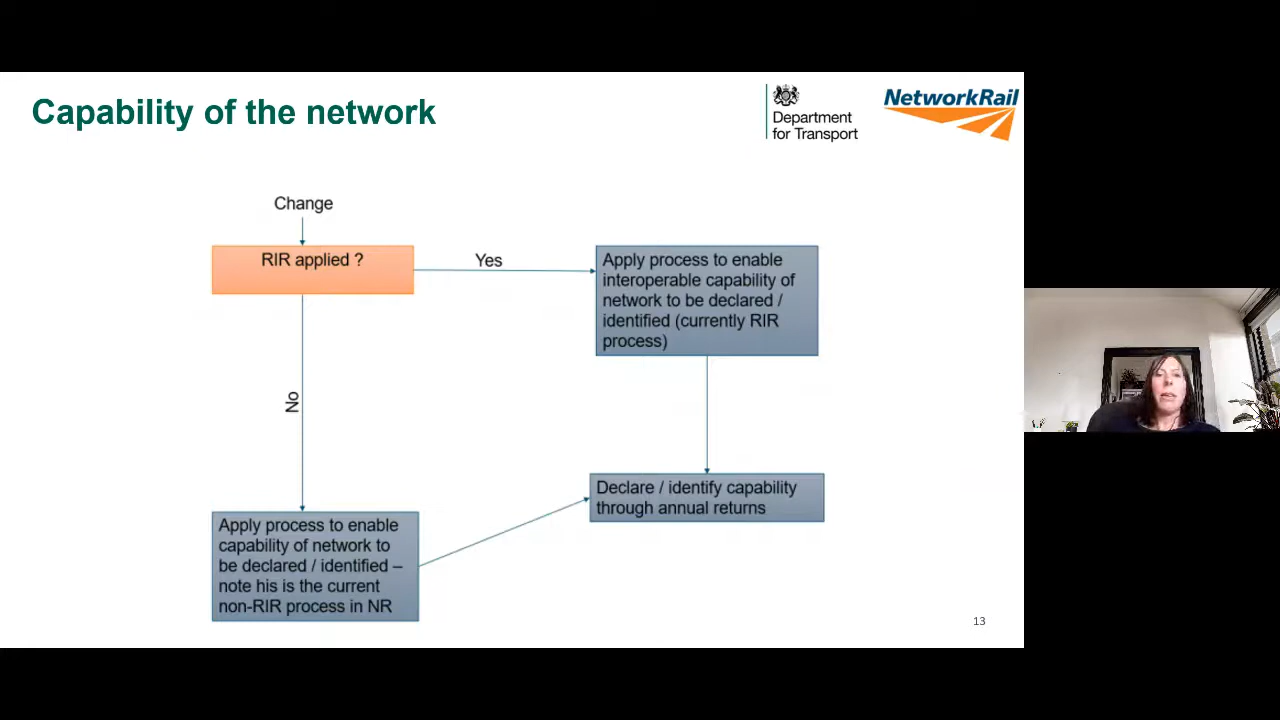 Capability of the network
Department
for Transport
NetworkRail
Change
RIR applied ?
Yes
Apply process to enable
interoperable capability of
network to be declared /
identified (currently RIR
process)
No
Declare / identify capability
through annual returns
Apply process to enable
capability of network to
be declared / identified –
note his is the current
non-RIR process in NR
13